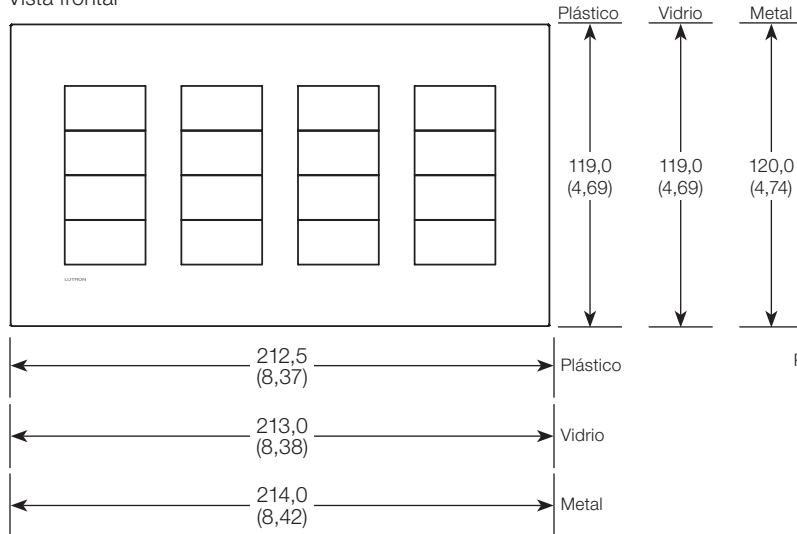 Vista frontal
Plástico Vidrio Metal
119,0 119,0 120,0
(4,69) (4,69) (4,74)
LUTRON
212,5
(8,37)
Plástico
213,0
(8,38)
Vidrio
214,0
(8,42)
Metal